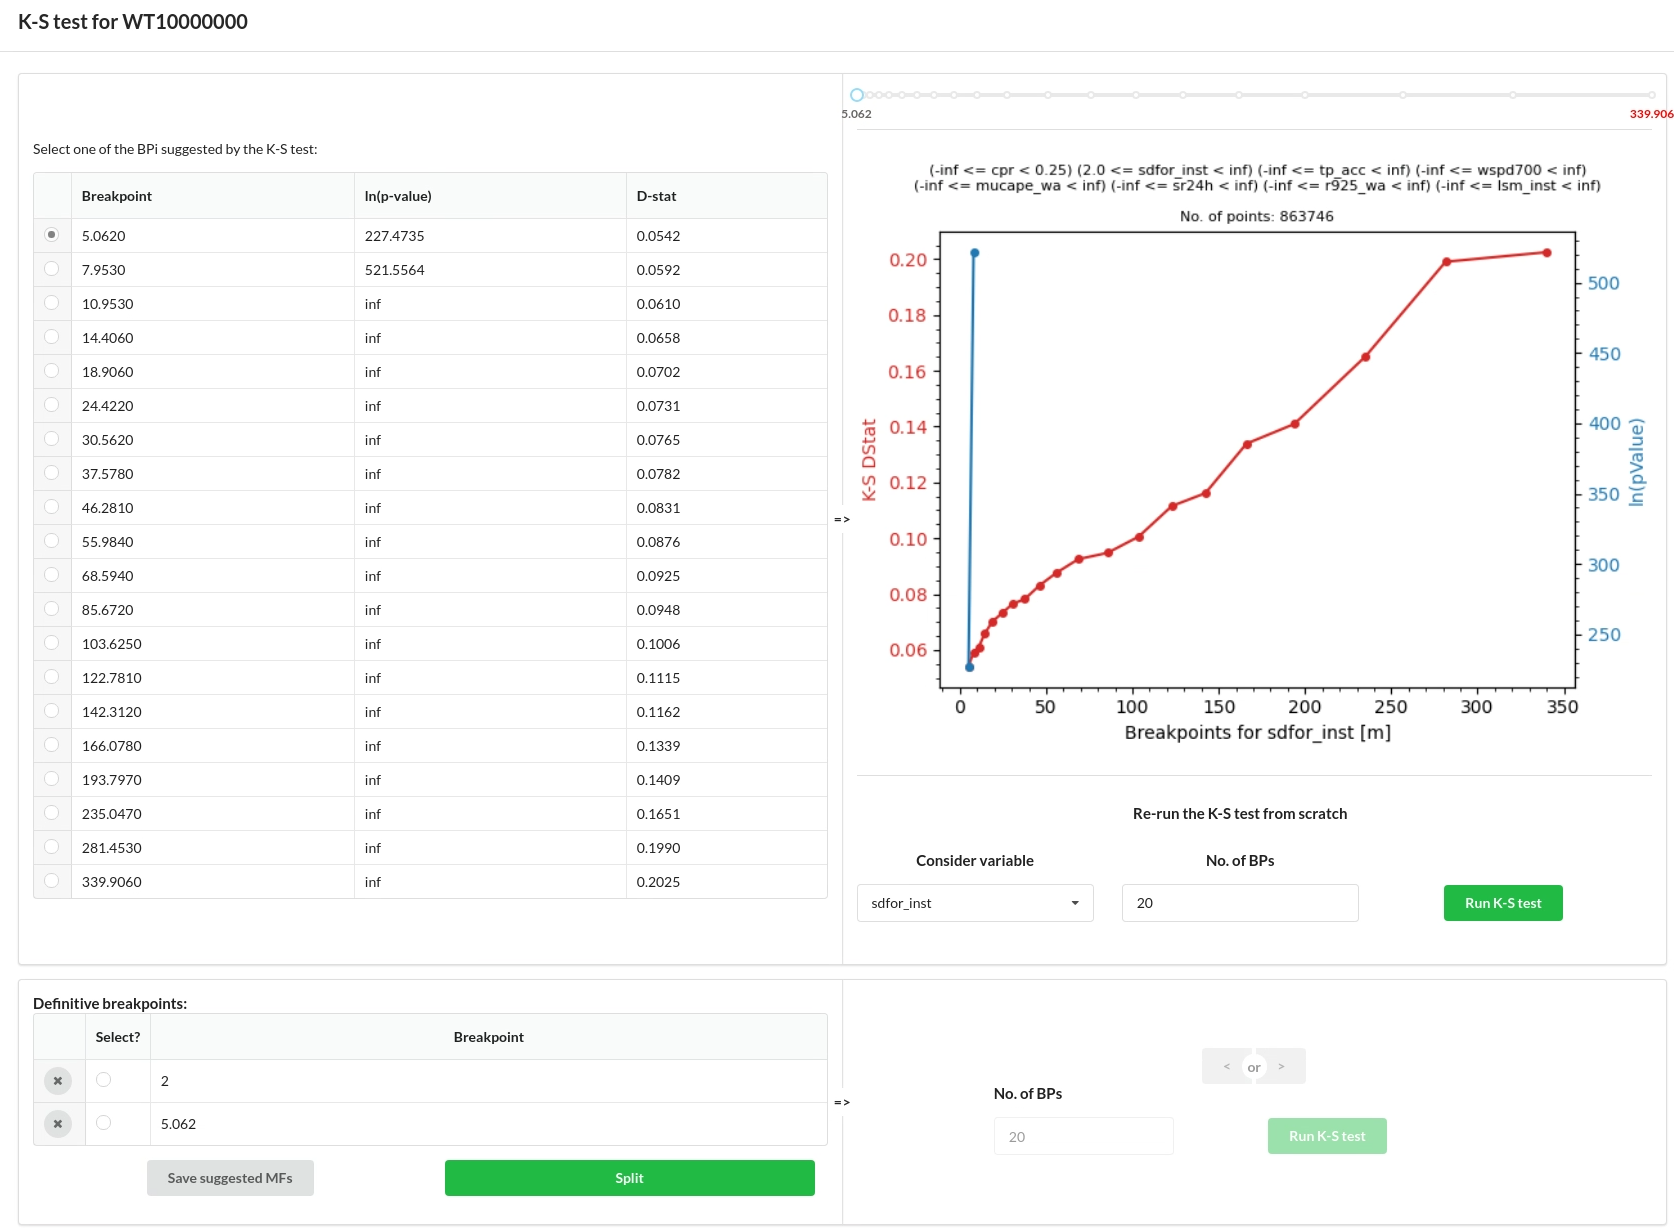 K-S test for WT10000000
Select one of the BPi suggested by the K-S test:
Breakpoint ln(p-value) D-stat
5.0620 227.4735 0.0542
7.9530 521.5564 0.0592
10.9530 inf 0.0610
14.4060 inf 0.0658
18.9060 inf 0.0702
24.4220 inf 0.0731
30.5620 inf 0.0765
37.5780 inf 0.0782
46.2810 inf 0.0831
55.9840 inf 0.0876
68.5940 inf 0.0925
85.6720 inf 0.0948
103.6250 inf 0.1006
122.7810 inf 0.1115
142.3120 inf 0.1162
166.0780 inf 0.1339
193.7970 inf 0.1409
235.0470 inf 0.1651
281.4530 inf 0.1990
339.9060 inf 0.2025
=>
5.062 339.906
(-inf <= cpr < 0.25) (2.0 <= sdfor_inst < inf) (-inf <= tp_acc < inf) (-inf <= wspd700 < inf)
(-inf <= mucape_wa < inf) (-inf <= sr24h < inf) (-inf <= r925_wa < inf) (-inf <= lsm_inst < inf)
No. of points: 863746
K-S DStat
0.20
0.18
0.16
0.14
0.12
0.10
0.08
0.06
500
450
400
350
300
250
ln(pValue)
0 50 100 150 200 250 300 350
Breakpoints for sdfor_inst [m]
Re-run the K-S test from scratch
Consider variable No. of BPs
sdfor_inst 20 Run K-S test
Definitive breakpoints:
Select? Breakpoint
2
5.062
Save suggested MFs Split
=>
< or >
No. of BPs
20 Run K-S test